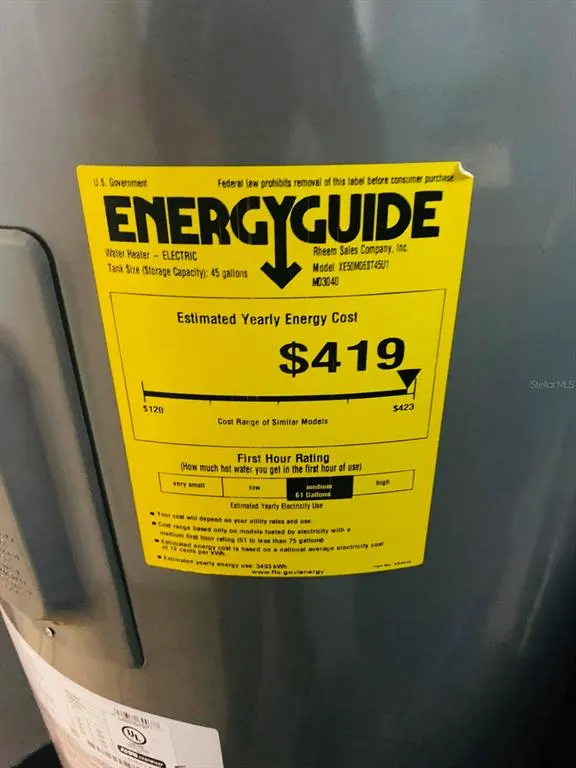 U.S. Government
Federal law prohibits removal of this label before consumer purchase
ENERGYGUIDE
Water Heater – ELECTRIC
Tank Size (Storage Capacity): 45 gallons
Rheem Sales Company, Inc.
Model XE50M06ST45U1
MD3040
Estimated Yearly Energy Cost
$419
$120
$423
Cost Range of Similar Models
First Hour Rating
(How much hot water you get in the first hour of use)
very small
low
medium
61 Gallons
high
Estimated Yearly Electricity Use
• Your cost will depend on your utility rates and use.
• Cost range based only on models fueled by electricity with a
medium first hour rating (51 to less than 75 gallons)
• Estimated energy cost is based on a national average electricity cost
of 12 cents per kWh.
• Estimated yearly energy use: 3493 kWh
www.ftc.gov/energy
UL
StellarMLS